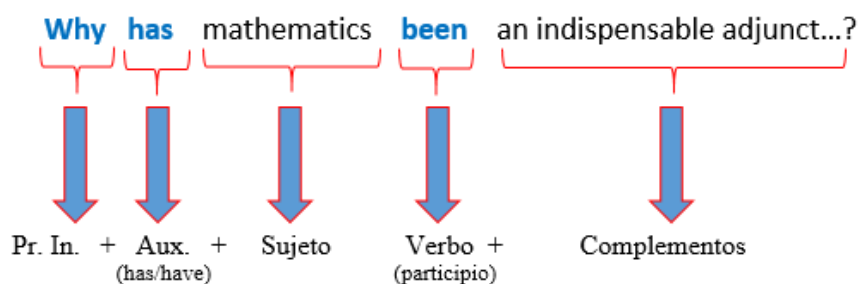 Why has mathematics been an indispensable adjunct...?
Pr. In. + Aux. + Sujeto Verbo + Complementos
(has/have) (participio)